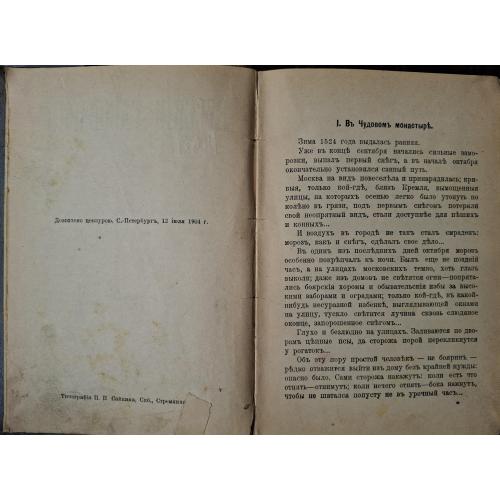 Дозволено цензурою. С.-Петербургъ, 12 іюля 1904 г.
Типографія П. П. Сойкина, Спб., Стремянная
I. Въ Чудовомъ монастырѣ.
Зима 1524 года выдалась ранняя.
Уже въ концѣ сентября начались сильные замо-
розки, выпалъ первый снѣгъ, а въ началѣ октября
окончательно установился санный путь.
Москва на видъ повеселѣла и принарядилась; кри-
выя, только кой-гдѣ, близъ Кремля, вымощенныя
улицы, на которыхъ осенью легко было утонуть по
колѣно въ грязи, подъ первымъ снѣгомъ потеряли
свой неопрятный видъ, стали доступнѣе для пѣшихъ
и конныхъ...
И воздухъ въ городѣ не такъ сталъ смраденъ:
морозъ, какъ и снѣгъ, сдѣлалъ свое дѣло...
Въ одинъ изъ послѣднихъ дней октября морозъ
особенно покрѣпчалъ къ ночи. Былъ еще не поздній
часъ, а на улицахъ московскихъ темно, хоть глазъ
выколи; даже изъ домовъ не свѣтятся огни—попрята-
лись боярскія хоромы и обывательскія избы за высо-
кими заборами и оградами; только кой-гдѣ, въ какой-
нибудь несуразной избенкѣ, выглядывающей окнами
на улицу, тускло свѣтится лучина сквозь слюдяное
оконце, запорошенное снѣгомъ...
Глухо и безлюдно на улицахъ. Заливаются по дво-
рамъ цѣпные псы, да сторожа порой перекликнутся
у рогатокъ...
Объ эту пору простой человѣкъ — не бояринъ —
рѣдко отважится выйти изъ дому безъ крайней нужды:
опасно было. Сами сторожа накажутъ: коли есть что
отнять—отнимутъ; коли нечего отнять—бока намнутъ,
чтобы не шатался попусту не въ урочный часъ...